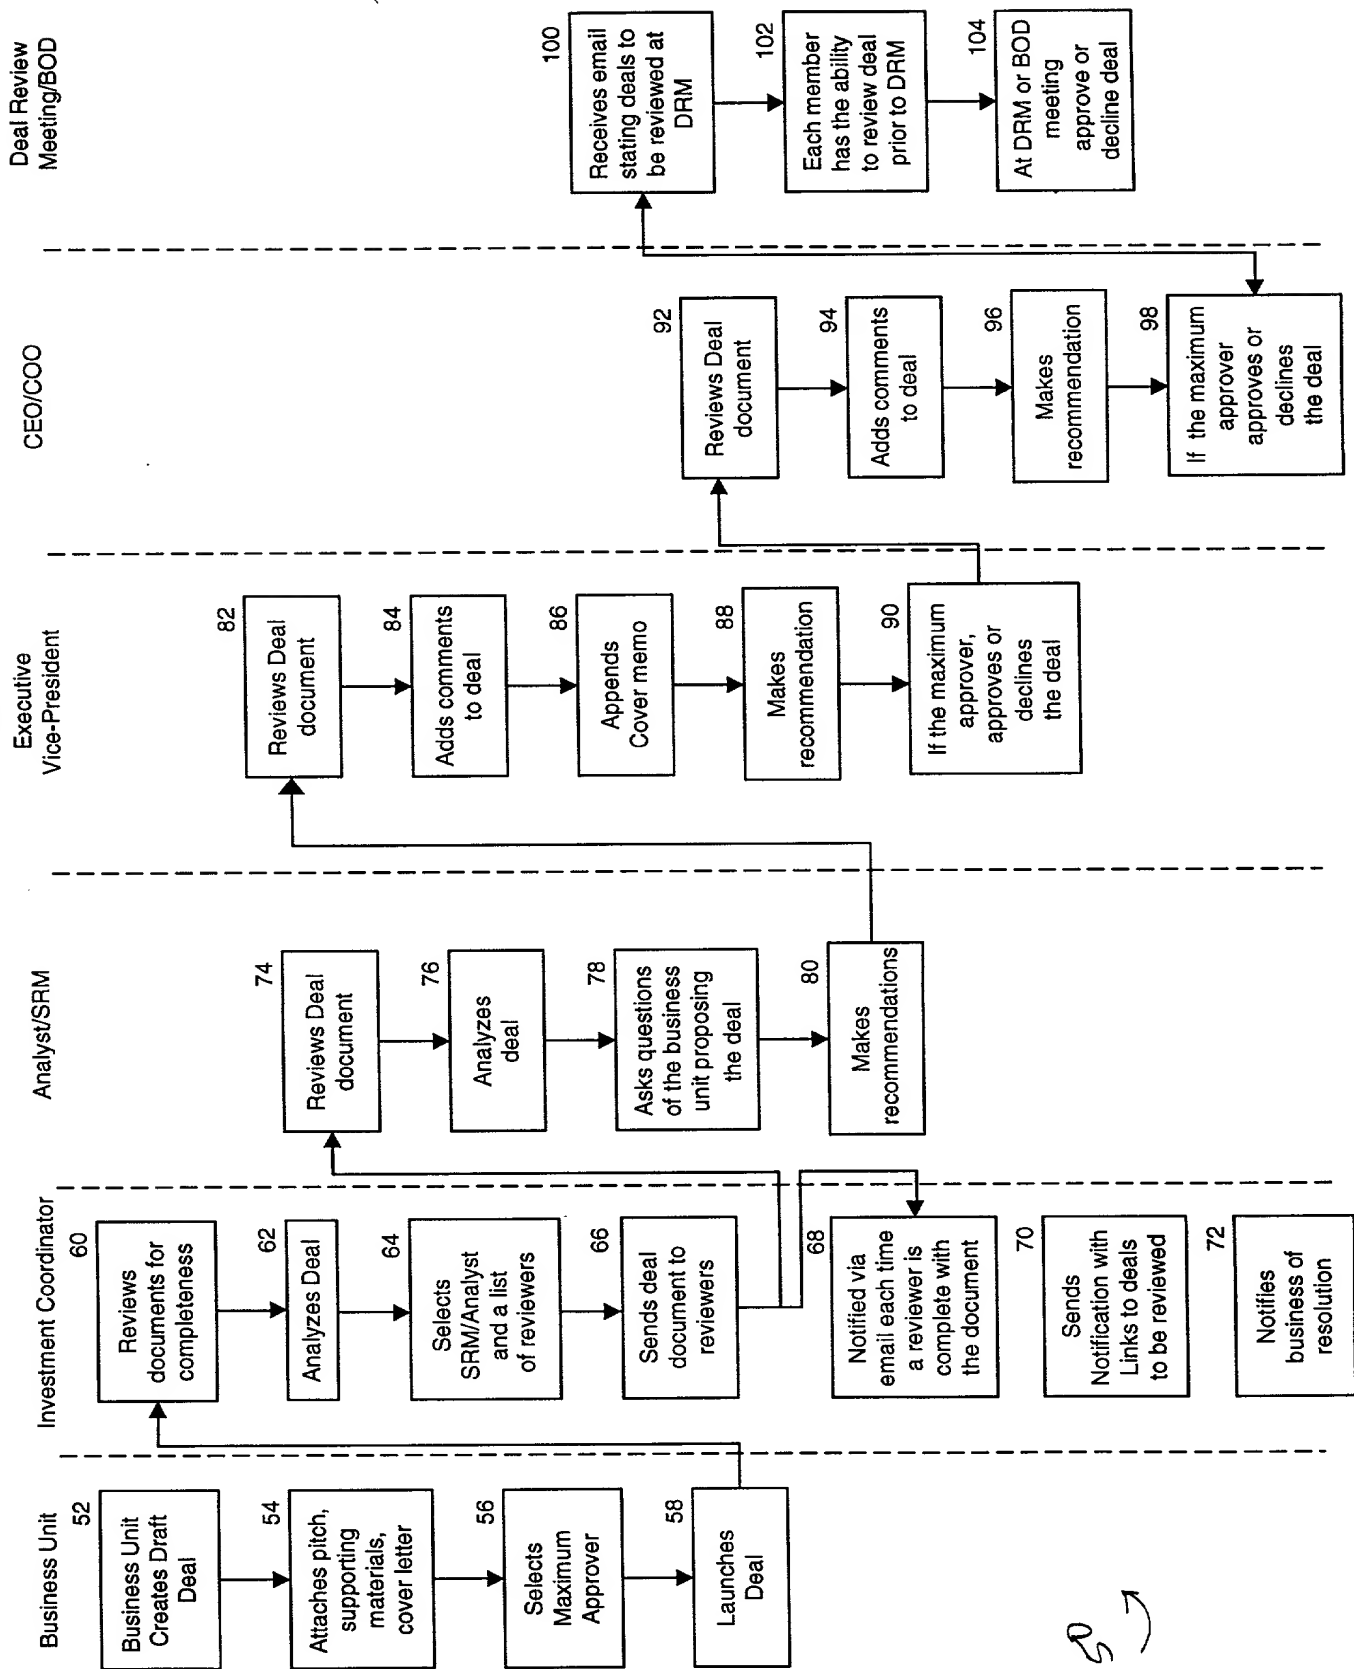 Business Unit
52
Business Unit
Creates Draft
Deal
54
Attaches pitch,
supporting
materials,
cover letter
56
Selects
Maximum
Approver
58
Launches
Deal
Investment Coordinator
60
Reviews
documents for
completeness
62
Analyzes Deal
64
Selects
SRM/Analyst
and a list
of reviewers
66
Sends deal
document to
reviewers
68
Notified via
email each time
a reviewer is
complete with
the document
70
Sends
Notification with
Links to deals
to be reviewed
72
Notifies
business of
resolution
Analyst/SRM
74
Reviews Deal
document
76
Analyzes
deal
78
Asks questions
of the business
unit proposing
the deal
80
Makes
recommendations
Executive
Vice-President
82
Reviews Deal
document
84
Adds comments
to deal
86
Appends
Cover memo
88
Makes
recommendation
90
If the maximum
approver,
approves or
declines
the deal
CEO/COO
92
Reviews Deal
document
94
Adds comments
to deal
96
Makes
recommendation
98
If the maximum
approver
approves or
declines
the deal
Deal Review
Meeting/BOD
100
Receives email
stating deals to
be reviewed at
DRM
102
Each member
has the ability
to review deal
prior to DRM
104
At DRM or BOD
meeting
approve or
decline deal
50